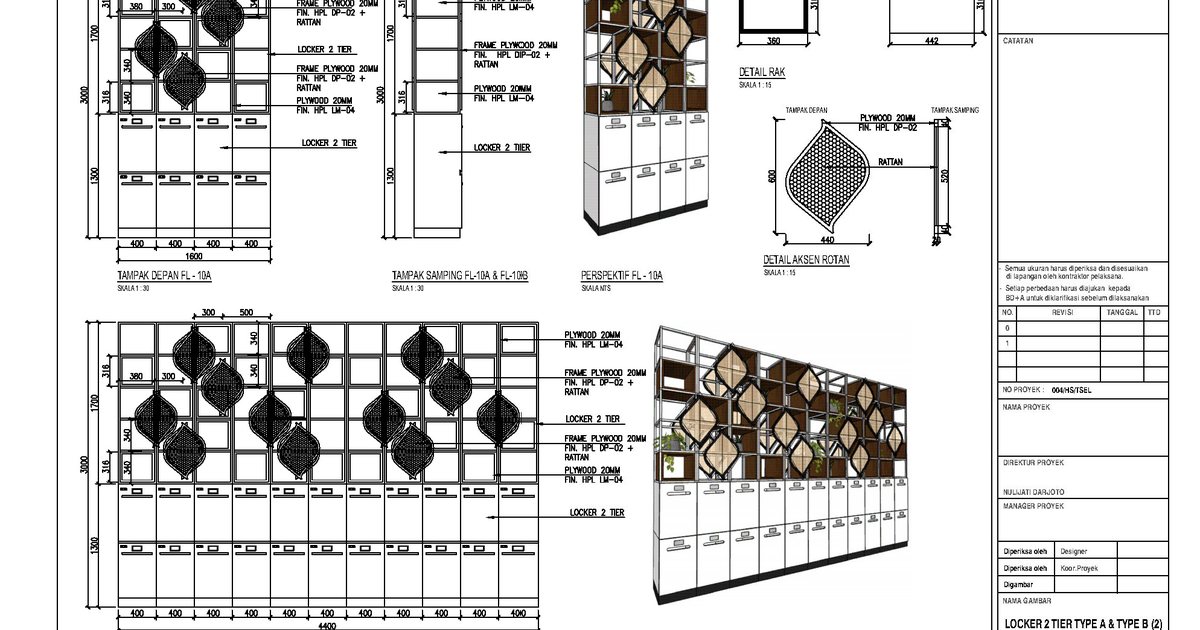 380
300
316
1700
340
340
316
3000
1300
400
400
400
400
1600
FRAME PLYWOOD 20MM
FIN. HPL DP-02 +
RATTAN
LOCKER 2 TIER
FRAME PLYWOOD 20MM
FIN. HPL DP-02 +
RATTAN
PLYWOOD 20MM
FIN. HPL LM-04
LOCKER 2 TIER
TAMPAK DEPAN FL - 10A
SKALA 1 : 30
1700
316
3000
1300
FIN. HPL LM-04
FRAME PLYWOOD 20MM
FIN. HPL DIP-02 +
RATTAN
PLYWOOD 20MM
FIN. HPL LM-04
LOCKER 2 TIER
TAMPAK SAMPING FL-10A & FL-10B
SKALA 1 : 30
PERSPEKTIF FL - 10A
SKALA NTS
360
442
DETAIL RAK
SKALA 1 : 15
TAMPAK DEPAN
TAMPAK SAMPING
PLYWOOD 20MM
FIN. HPL DP-02
RATTAN
600
520
440
20
DETAIL AKSEN ROTAN
SKALA 1 : 15
300
500
340
340
316
380
300
1700
340
340
316
3000
1300
PLYWOOD 20MM
FIN. HPL LM-04
FRAME PLYWOOD 20MM
FIN. HPL DP-02 +
RATTAN
LOCKER 2 TIER
FRAME PLYWOOD 20MM
FIN. HPL DP-02 +
RATTAN
PLYWOOD 20MM
FIN. HPL LM-04
LOCKER 2 TIER
400
400
400
400
400
400
400
400
400
400
400
4400
CATATAN
- Semua ukuran harus diperiksa dan disesuaikan
di lapangan oleh kontraktor pelaksana.
- Setiap perbedaan harus diajukan kepada
BD+A untuk diklarifikasi sebelum dilaksanakan
NO. REVISI TANGGAL TTD
0
1
NO PROYEK : 004/HS/TSEL
NAMA PROYEK
DIREKTUR PROYEK
NULIJATI DARJOTO
MANAGER PROYEK
Diperiksa oleh Designer
Diperiksa oleh Koor.Proyek
Digambar
NAMA GAMBAR
LOCKER 2 TIER TYPE A & TYPE B (2)